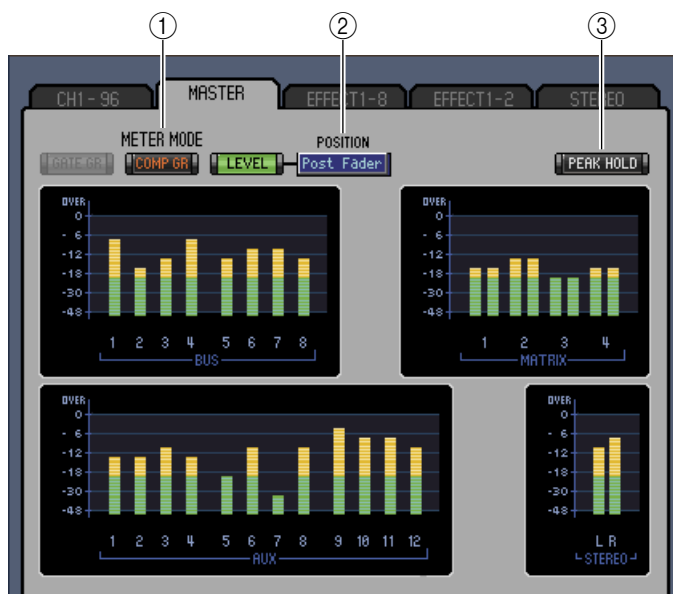 ① ② ③
CH1-96 MASTER EFFECT1-8 EFFECT1-2 STEREO
METER MODE POSITION
GATE GR COMP GR LEVEL Post Fader PEAK HOLD
OVER
0
-6
-12
-18
-30
-48
1 2 3 4 5 6 7 8
BUS
OVER
0
-6
-12
-18
-30
-48
1 2 3 4
MATRIX
OVER
0
-6
-12
-18
-30
-48
1 2 3 4 5 6 7 8 9 10 11 12
AUX
OVER
0
-6
-12
-18
-30
-48
L R
STEREO